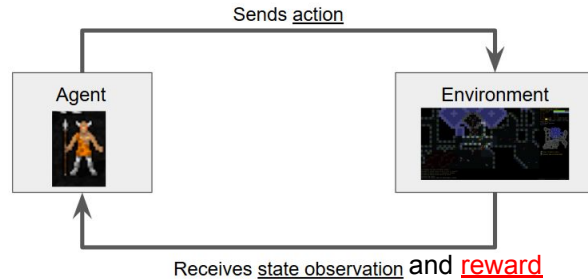 Sends action
Agent
Environment
Receives state observation and reward